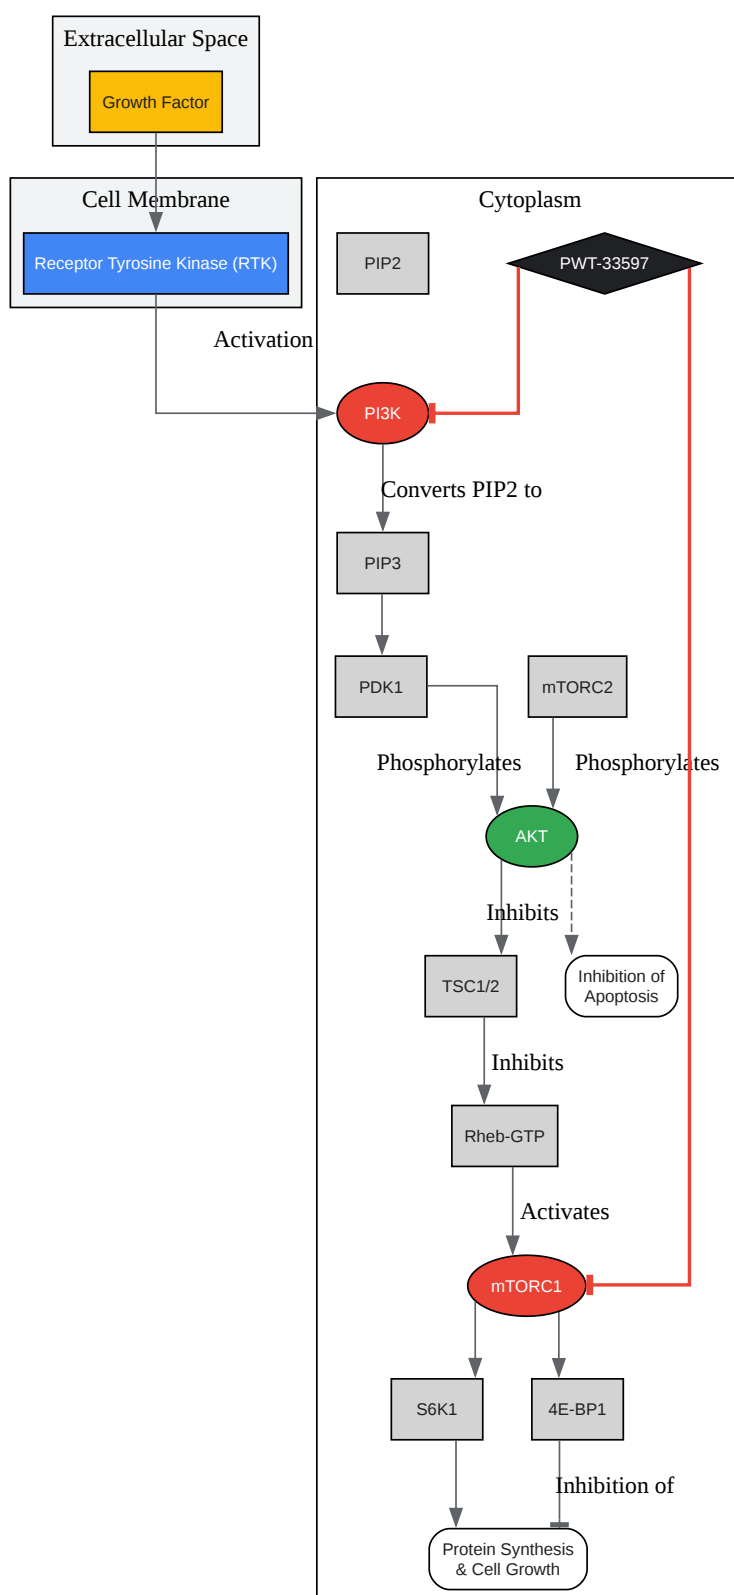 Extracellular Space
Growth Factor
Cell Membrane
Receptor Tyrosine Kinase (RTK)
Cytoplasm
PIP2
PWT-33597
Activation
PI3K
Converts PIP2 to
PIP3
PDK1
mTORC2
Phosphorylates
Phosphorylates
AKT
Inhibits
TSC1/2
Inhibition of
Apoptosis
Inhibits
Rheb-GTP
Activates
mTORC1
S6K1
4E-BP1
Inhibition of
Protein Synthesis
& Cell Growth